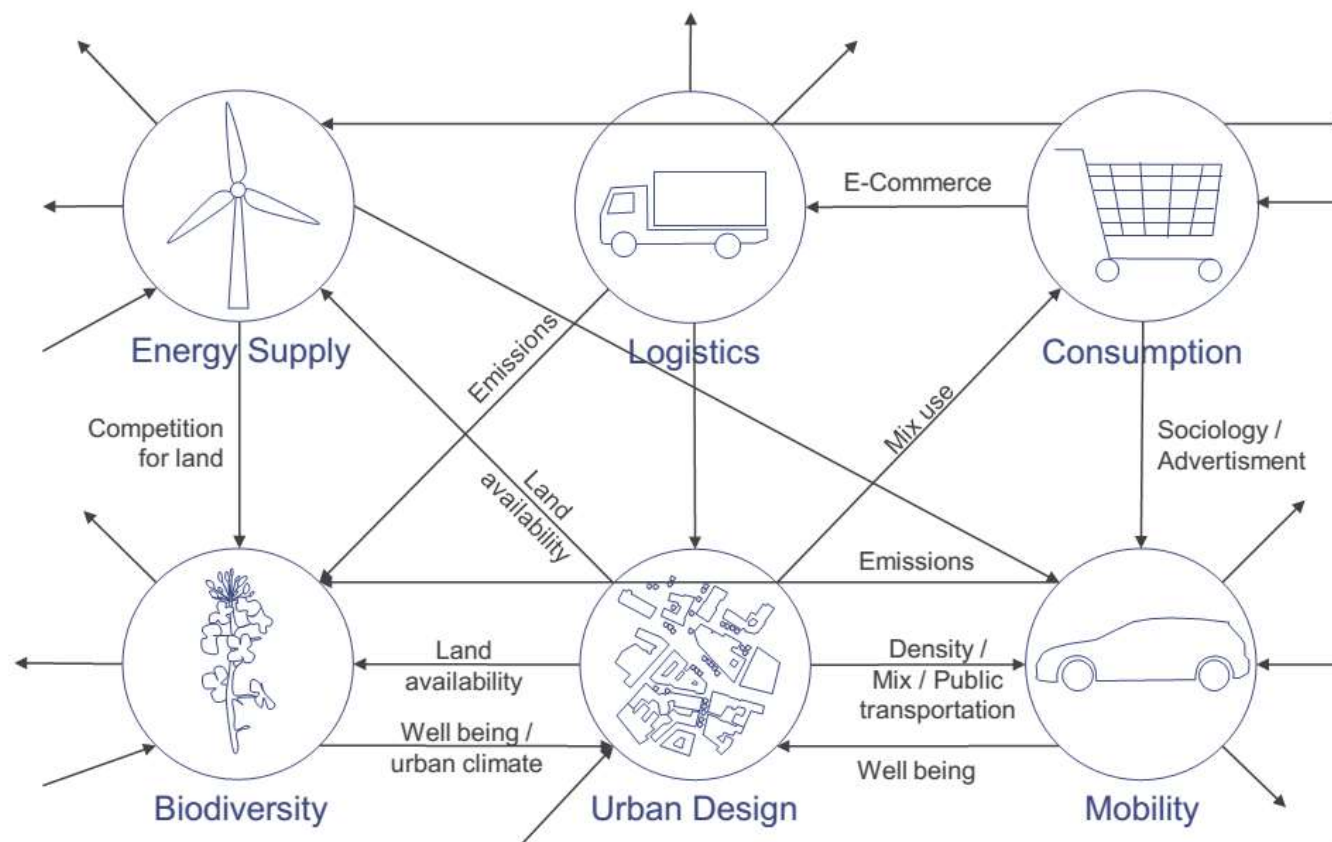 E-Commerce
Energy Supply
Logistics
Consumption
Emissions
Mix use
Competition
for land
Sociology /
Advertisment
Land
availability
Emissions
Land
availability
Density /
Mix / Public
transportation
Well being /
urban climate
Well being
Biodiversity
Urban Design
Mobility